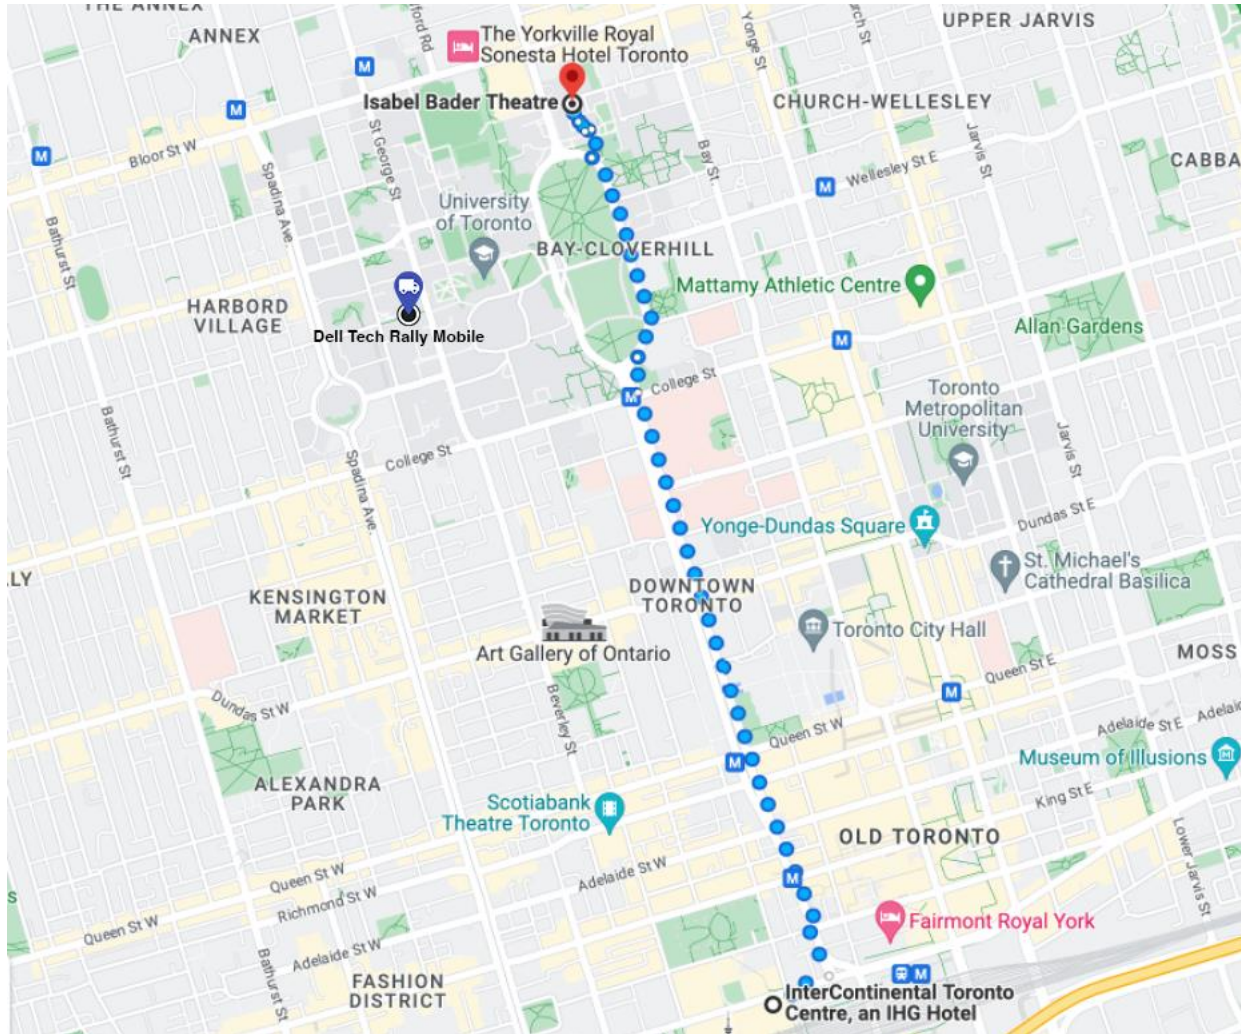 THE ANNEX
ANNEX
UPPER JARVIS
The Yorkville Royal
Sonesta Hotel Toronto
Yonge St
M
Isabel Bader Theatre
CHURCH-WELLESLEY
M
St George St
Bloor St W
M
Spadina Ave.
Bay St.
Jarvis St
CABBA
Wellesley St E
M
University
of Toronto
Bathurst St
BAY-CLOVERHILL
Mattamy Athletic Centre
HARBORD
VILLAGE
Dell Tech Rally Mobile
Allan Gardens
M
College St
M
Toronto
Metropolitan
University
Bathurst St
College St
Spadina Ave.
Jarvis St
Yonge-Dundas Square
Dundas St E
St. Michael's
Cathedral Basilica
LY
KENSINGTON
MARKET
DOWNTOWN
TORONTO
Toronto City Hall
Art Gallery of Ontario
MOSS
Queen St E
M
Dundas St W
Beverley St
Queen St W
Adelaide St E
M
Museum of Illusions
ALEXANDRA
PARK
Scotiabank
Theatre Toronto
King St E
OLD TORONTO
Lower Jarvis St
Queen St W
Adelaide St W
M
S
Richmond St W
Queen St W
Fairmont Royal York
Adelaide St W
Bathurst St
M
FASHION
DISTRICT
InterContinental Toronto
Centre, an IHG Hotel